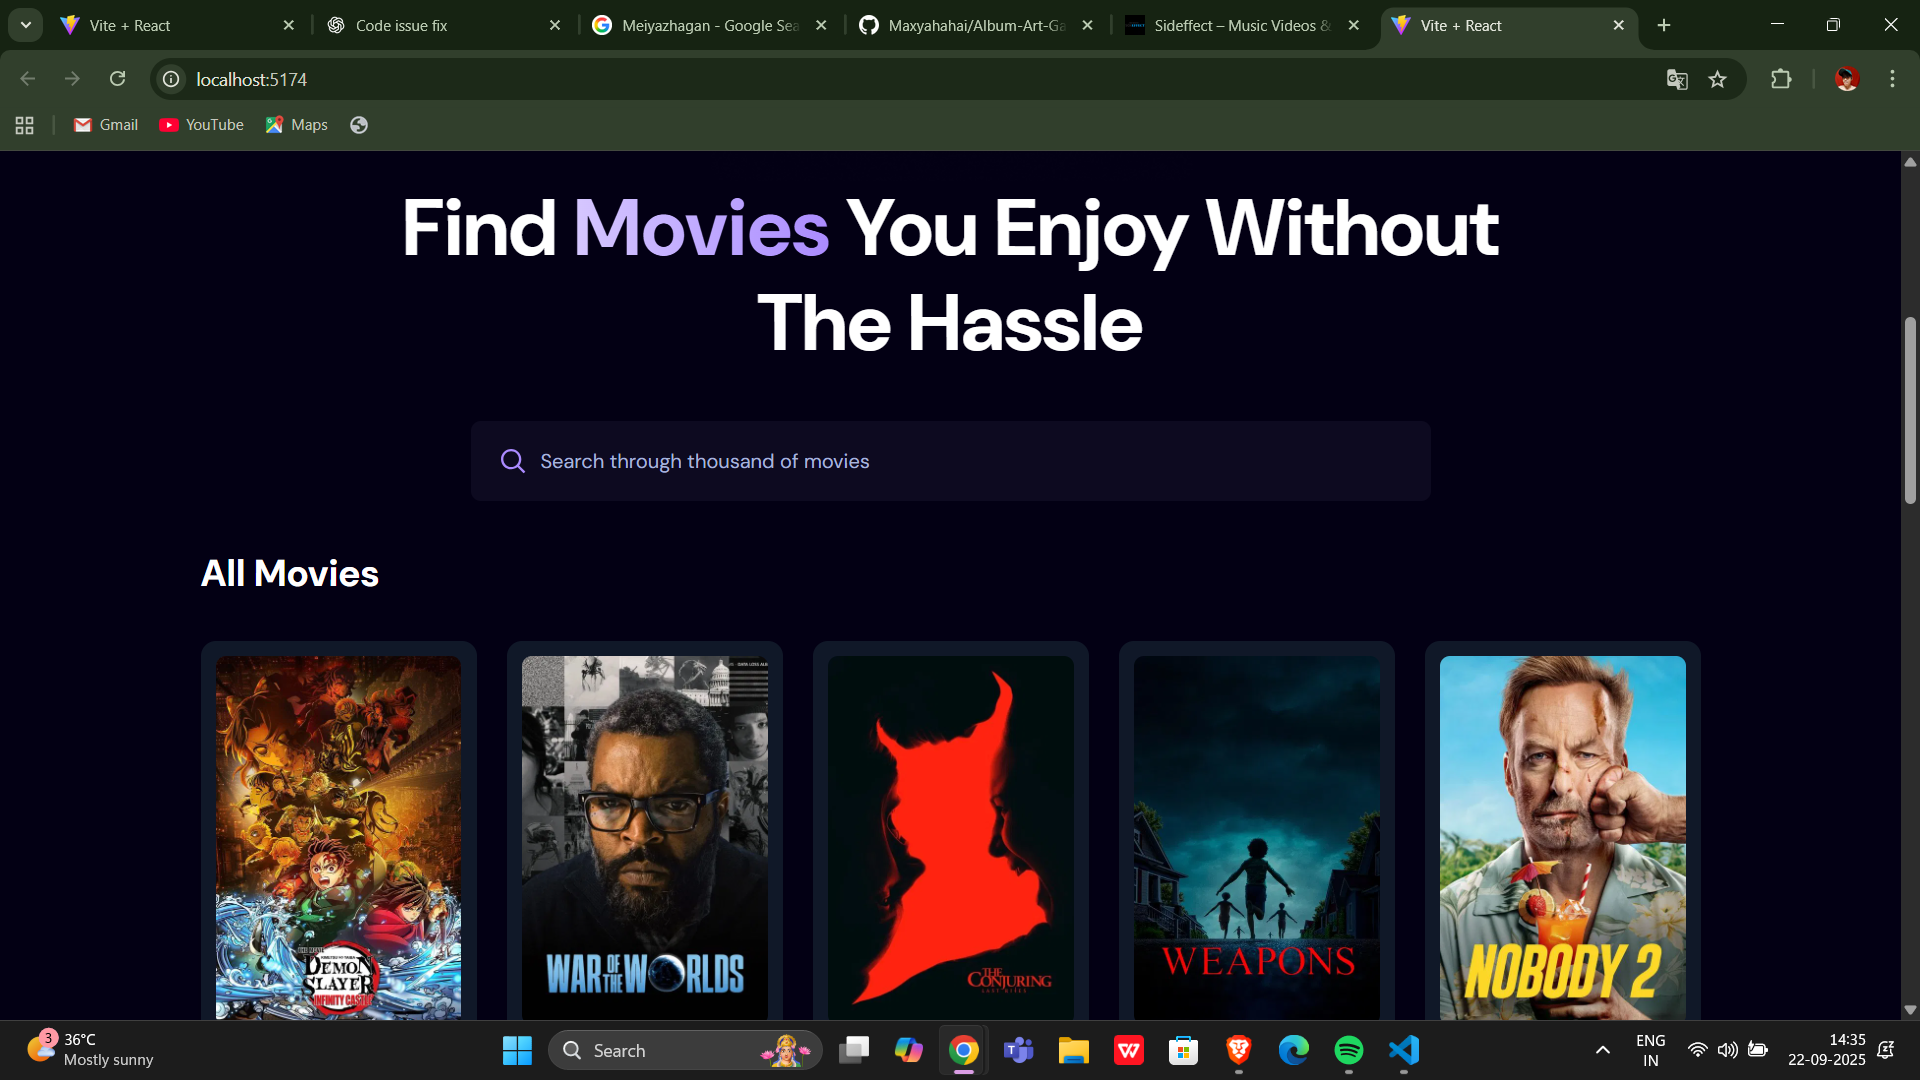 Vite + React
Code issue fix
Meiyazhagan - Google Sea
Maxyahahai/Album-Art-Ga
Sideffect – Music Videos &
Vite + React
localhost:5174
Gmail
YouTube
Maps
Find Movies You Enjoy Without
The Hassle
Search through thousand of movies
All Movies
DEMON
SLAYER
INFINITY CASTLE
WAR OF THE WORLDS
THE
CONJURING
LAST RITES
WEAPONS
NOBODY 2
3
36°C
Mostly sunny
Search
ENG
IN
14:35
22-09-2025